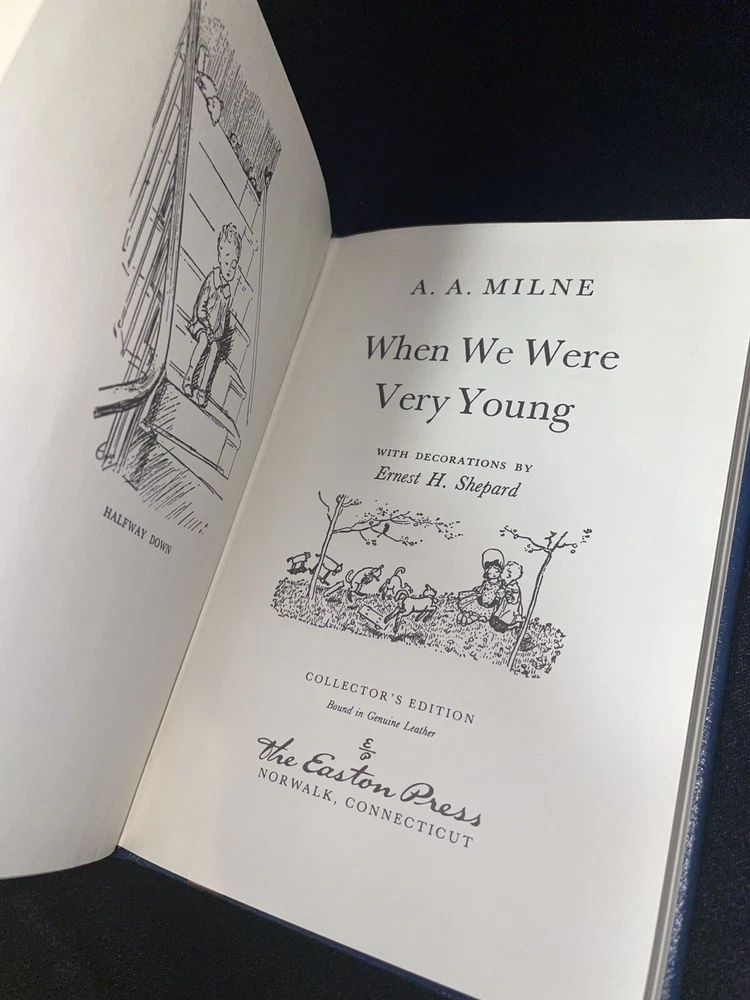 HALFWAY DOWN
A. A. MILNE
When We Were
Very Young
WITH DECORATIONS BY
Ernest H. Shepard
COLLECTOR'S EDITION
Bound in Genuine Leather
E
P
The Easton Press
NORWALK, CONNECTICUT